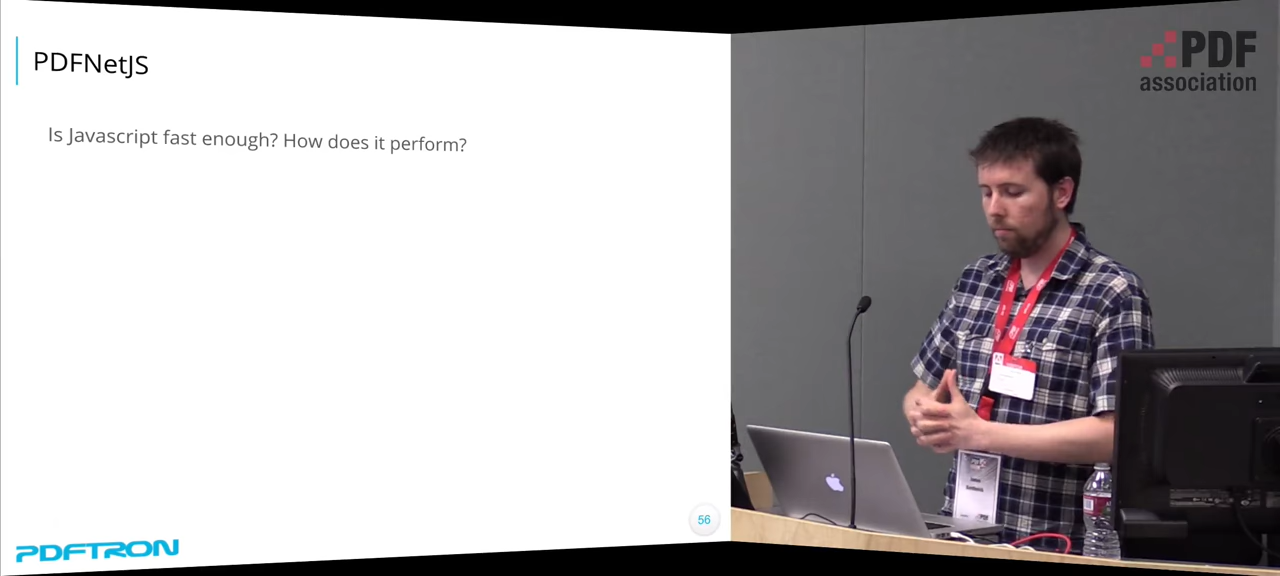 PDFNetJS
Is Javascript fast enough? How does it perform?
56
PDFTRON
PDF
association